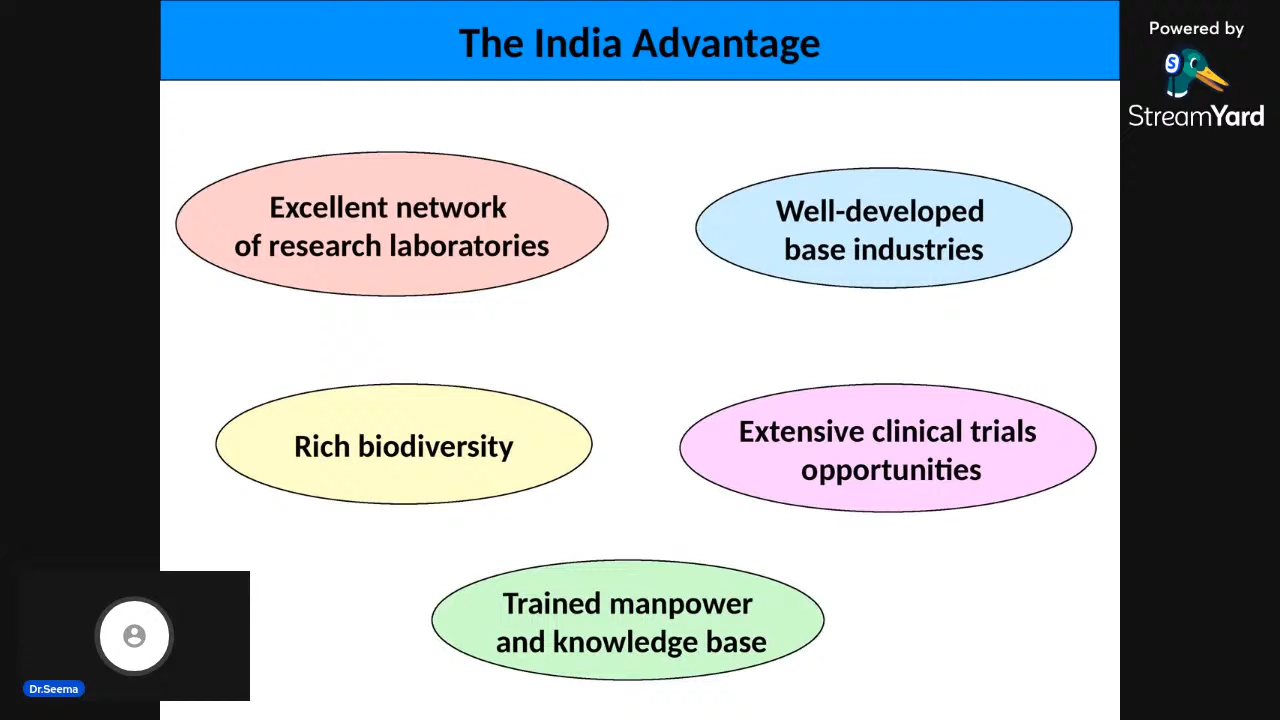 The India Advantage
Powered by
StreamYard
Excellent network
of research laboratories
Well-developed
base industries
Rich biodiversity
Extensive clinical trials
opportunities
Trained manpower
and knowledge base
Dr.Seema